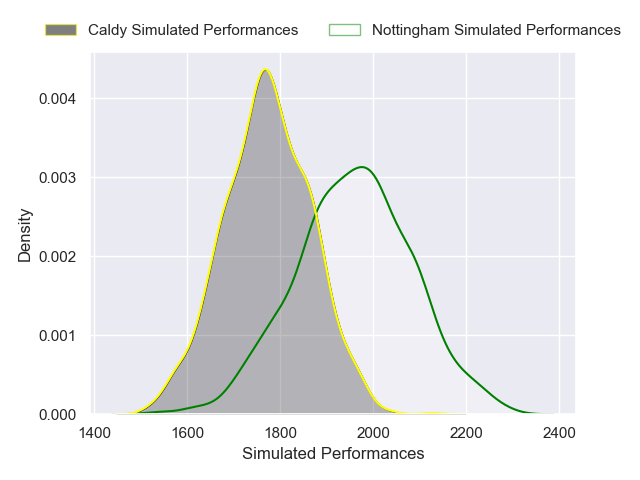 Caldy Simulated Performances
Nottingham Simulated Performances
0.004
0.003
0.002
0.001
0.000
Density
1400
1600
1800
2000
2200
2400
Simulated Performances